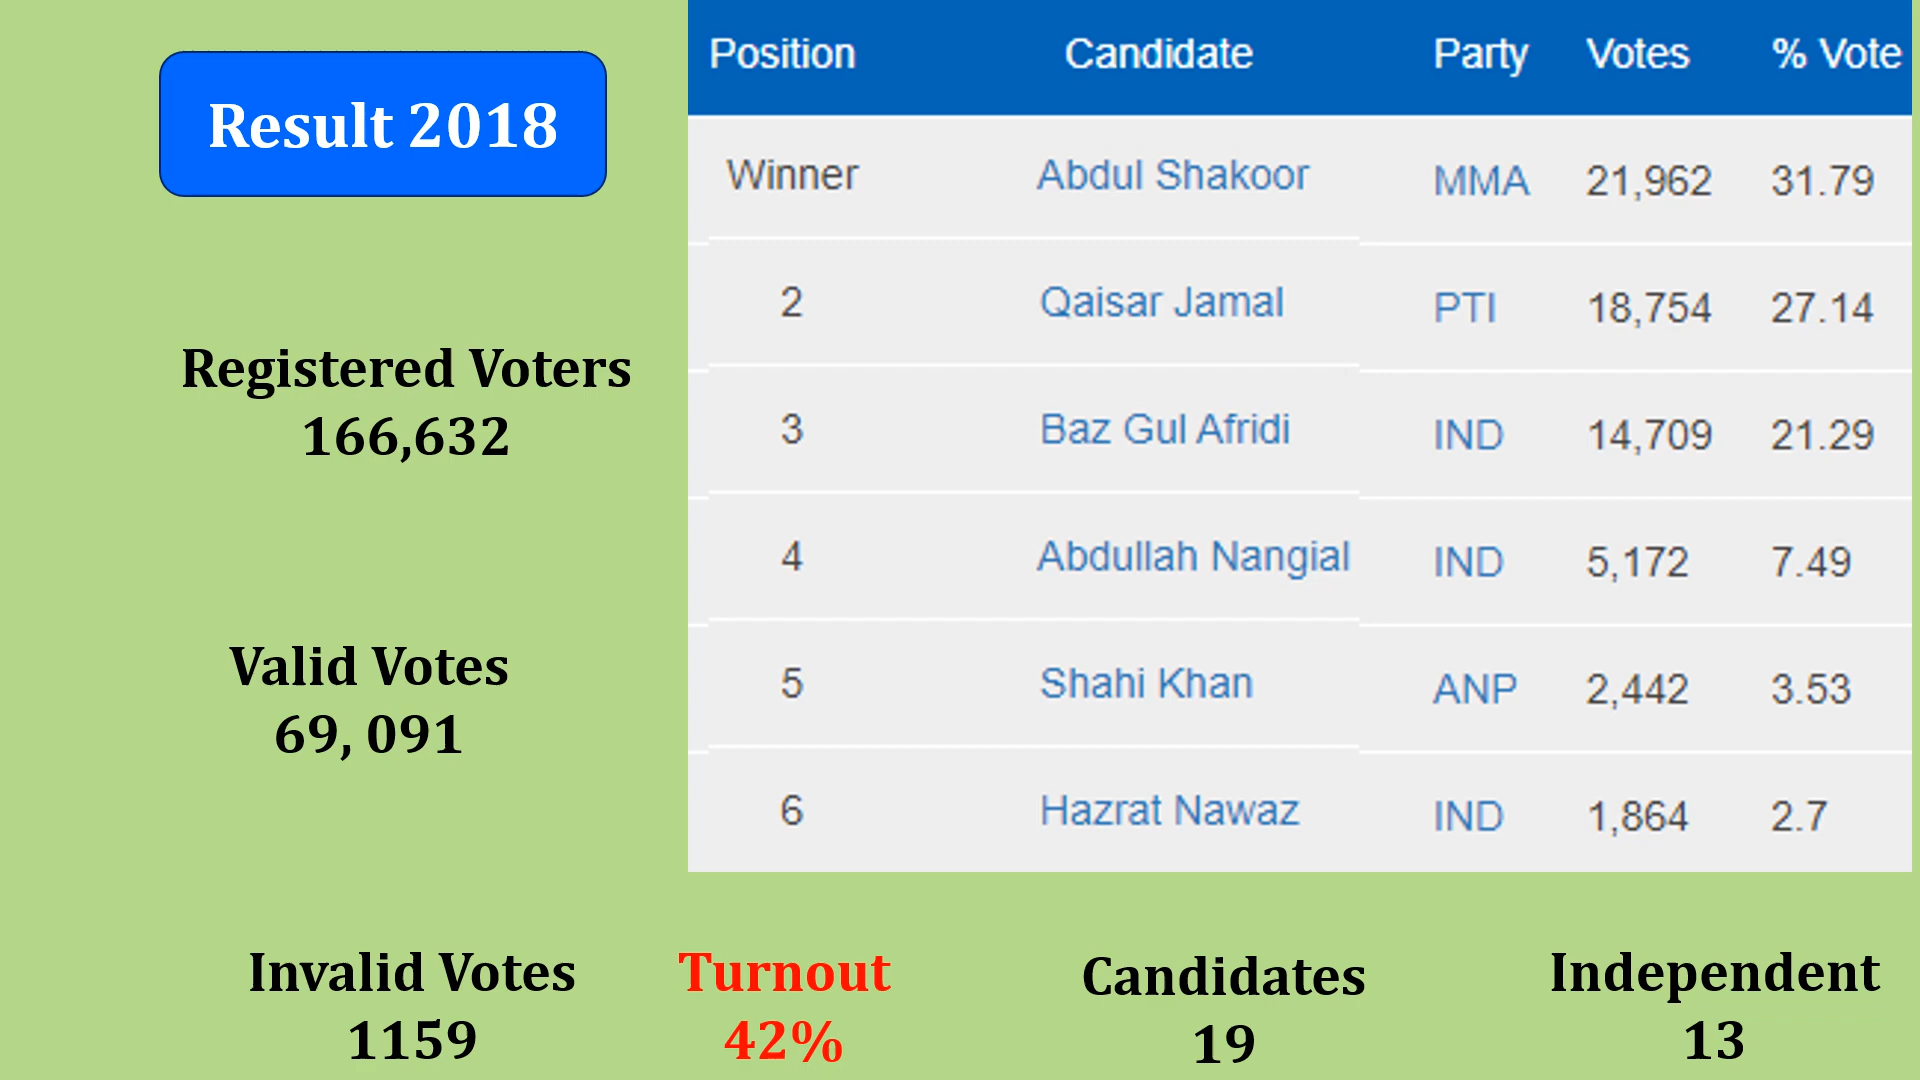 Result 2018
Registered Voters
166,632
Valid Votes
69, 091
Position Candidate Party Votes % Vote
Winner Abdul Shakoor MMA 21,962 31.79
2 Qaisar Jamal PTI 18,754 27.14
3 Baz Gul Afridi IND 14,709 21.29
4 Abdullah Nangial IND 5,172 7.49
5 Shahi Khan ANP 2,442 3.53
6 Hazrat Nawaz IND 1,864 2.7
Invalid Votes
1159
Turnout
42%
Candidates
19
Independent
13